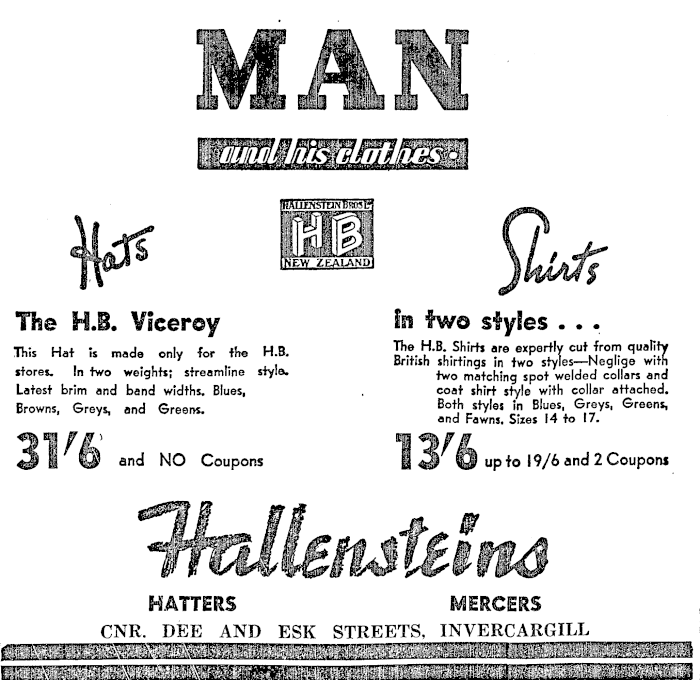 MAN
and his clothes.
HALLENSTEIN BROS LTD
HB
NEW ZEALAND
Hats
The H.B. Viceroy
This Hat is made only for the H.B.
stores. In two weights; streamline style.
Latest brim and band widths. Blues,
Browns, Greys, and Greens.
31'6 and NO Coupons
Shirts
in two styles . . .
The H.B. Shirts are expertly cut from quality
British shirtings in two styles—Neglige with
two matching spot welded collars and
coat shirt style with collar attached.
Both styles in Blues, Greys, Greens,
and Fawns. Sizes 14 to 17.
13'6 up to 19/6 and 2 Coupons
Hallensteins
HATTERS MERCERS
CNR. DEE AND ESK STREETS, INVERCARGILL